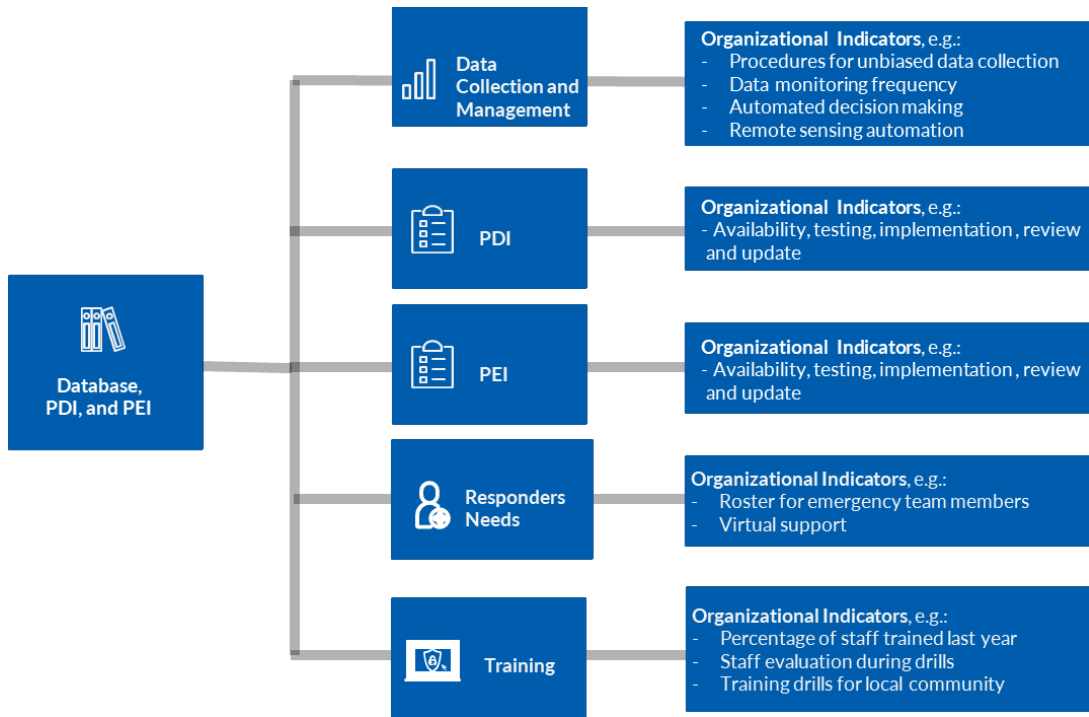 Database,
PDI, and PEI
Data
Collection and
Management
Organizational Indicators, e.g.:
- Procedures for unbiased data collection
- Data monitoring frequency
- Automated decision making
- Remote sensing automation
PDI
Organizational Indicators, e.g.:
- Availability, testing, implementation , review
and update
PEI
Organizational Indicators, e.g.:
- Availability, testing, implementation , review
and update
Responders
Needs
Organizational Indicators, e.g.:
- Roster for emergency team members
- Virtual support
Training
Organizational Indicators, e.g.:
- Percentage of staff trained last year
- Staff evaluation during drills
- Training drills for local community